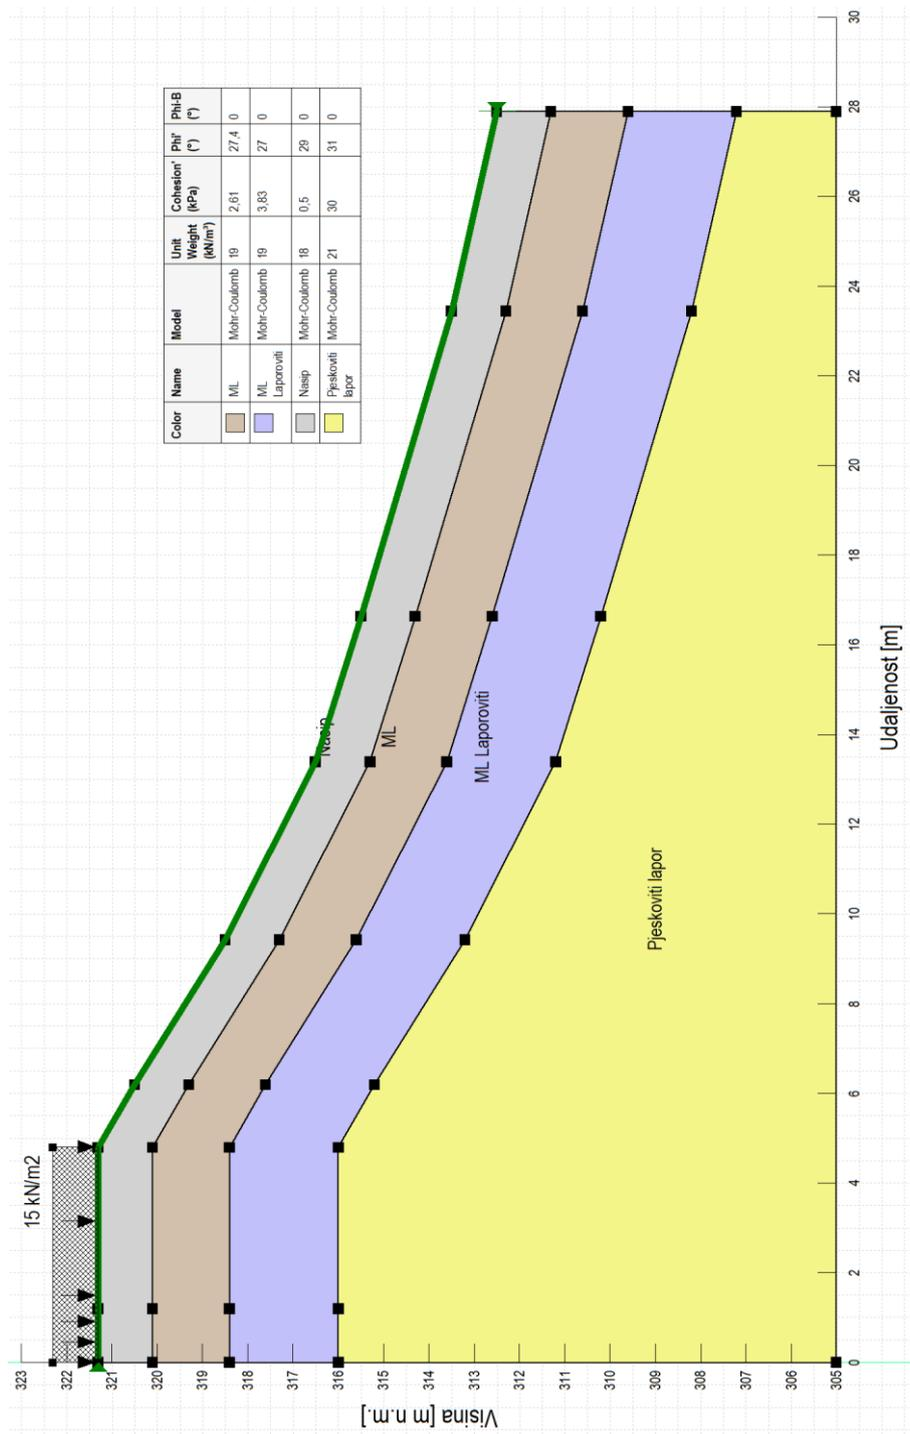 15 kN/m2
Color Name Model Unit Weight (kN/m³) Cohesion' (kPa) Phi' (°) Phi-B (°)
ML Mohr-Coulomb 19 2,61 27,4 0
ML Laporoviti Mohr-Coulomb 19 3,83 27 0
Nasip Mohr-Coulomb 18 0,5 29 0
Pjeskoviti lapor Mohr-Coulomb 21 30 31 0
Nasip
ML
ML Laporoviti
Pjeskoviti lapor
Visina [m n.m.]
323
322
321
320
319
318
317
316
315
314
313
312
311
310
309
308
307
306
305
0 2 4 6 8 10 12 14 16 18 20 22 24 26 28 30
Udaljenost [m]